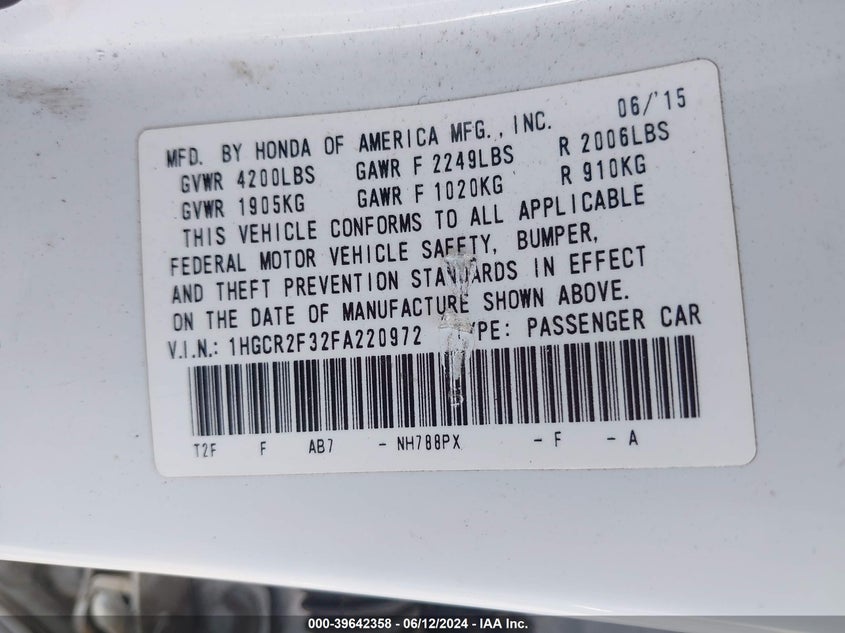 MFD. BY HONDA OF AMERICA MFG., INC. 06/'15
GVWR 4200LBS GAWR F 2249LBS R 2006LBS
GVWR 1905KG GAWR F 1020KG R 910KG
THIS VEHICLE CONFORMS TO ALL APPLICABLE
FEDERAL MOTOR VEHICLE SAFETY, BUMPER,
AND THEFT PREVENTION STANDARDS IN EFFECT
ON THE DATE OF MANUFACTURE SHOWN ABOVE.
V.I.N.: 1HGCR2F32FA220972 TYPE: PASSENGER CAR
T2F F AB7 - NH788PX - F - A
000-39642358 - 06/12/2024 - IAA Inc.